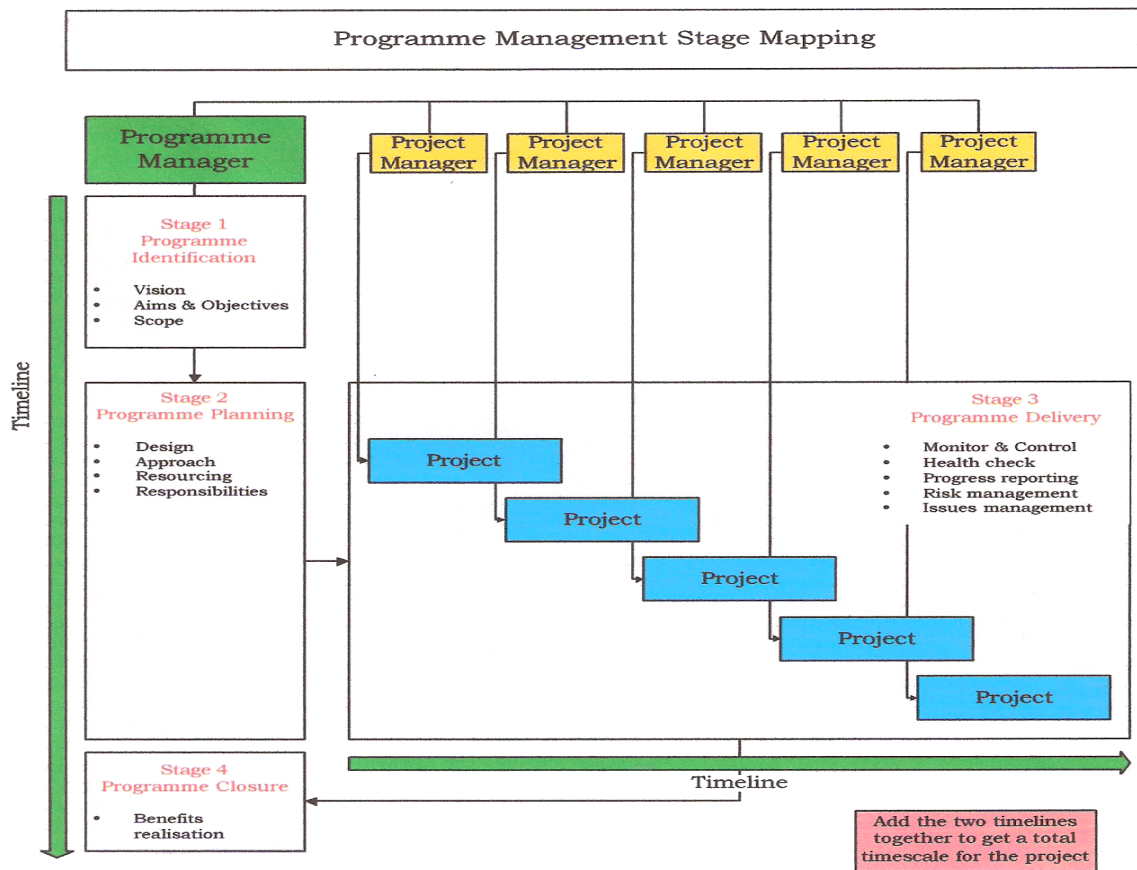 Programme Management Stage Mapping
Programme
Manager
Project
Manager
Project
Manager
Project
Manager
Project
Manager
Project
Manager
Timeline
Stage 1
Programme
Identification
• Vision
• Aims & Objectives
• Scope
Stage 2
Programme Planning
• Design
• Approach
• Resourcing
• Responsibilities
Stage 3
Programme Delivery
• Monitor & Control
• Health check
• Progress reporting
• Risk management
• Issues management
Project
Project
Project
Project
Project
Timeline
Stage 4
Programme Closure
• Benefits
realisation
Add the two timelines
together to get a total
timescale for the project